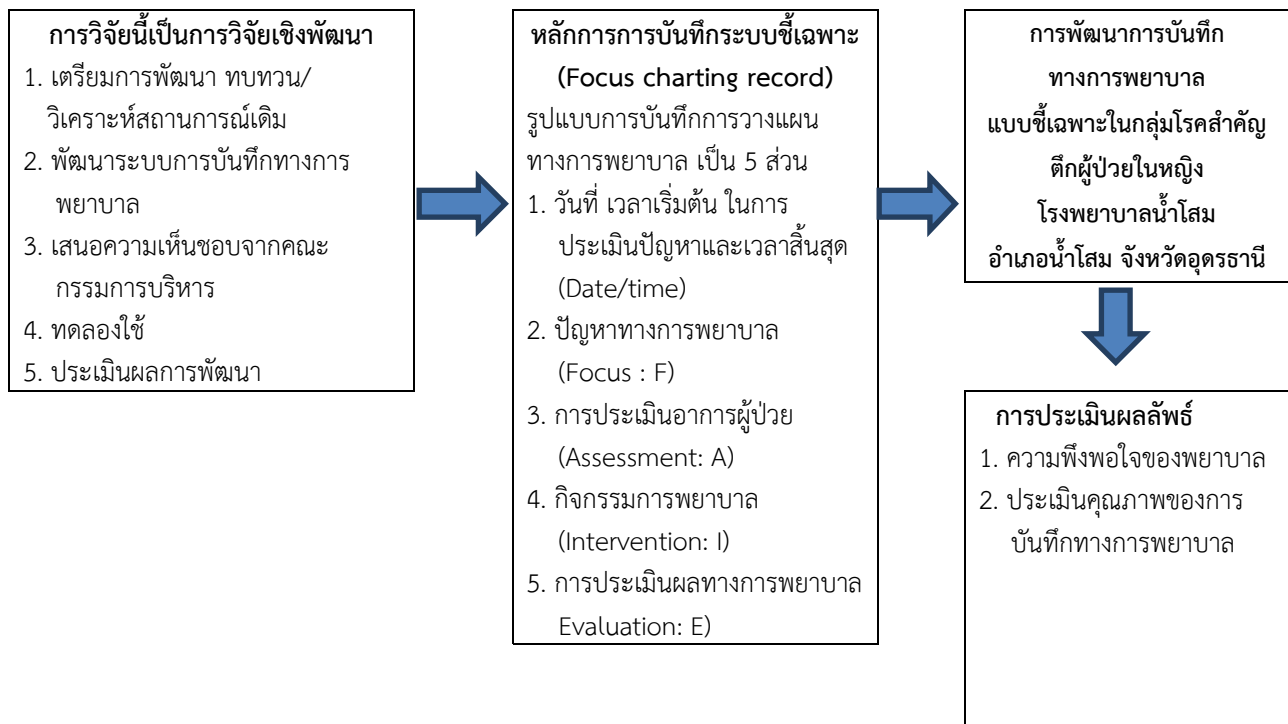 การวิจัยนี้เป็นการวิจัยเชิงพัฒนา
1. เตรียมการพัฒนา ทบทวน/
วิเคราะห์สถานการณ์เดิม
2. พัฒนาระบบการบันทึกทางการ
พยาบาล
3. เสนอความเห็นชอบจากคณะ
กรรมการบริหาร
4. ทดลองใช้
5. ประเมินผลการพัฒนา
หลักการการบันทึกระบบชี้เฉพาะ
(Focus charting record)
รูปแบบการบันทึกการวางแผน
ทางการพยาบาล เป็น 5 ส่วน
1. วันที่ เวลาเริ่มต้น ในการ
ประเมินปัญหาและเวลาสิ้นสุด
(Date/time)
2. ปัญหาทางการพยาบาล
(Focus : F)
3. การประเมินอาการผู้ป่วย
(Assessment: A)
4. กิจกรรมการพยาบาล
(Intervention: I)
5. การประเมินผลทางการพยาบาล
Evaluation: E)
การพัฒนาการบันทึก
ทางการพยาบาล
แบบชี้เฉพาะในกลุ่มโรคสำคัญ
ตึกผู้ป่วยในหญิง
โรงพยาบาลน้ำโสม
อำเภอน้ำโสม จังหวัดอุดรธานี
การประเมินผลลัพธ์
1. ความพึงพอใจของพยาบาล
2. ประเมินคุณภาพของการ
บันทึกทางการพยาบาล